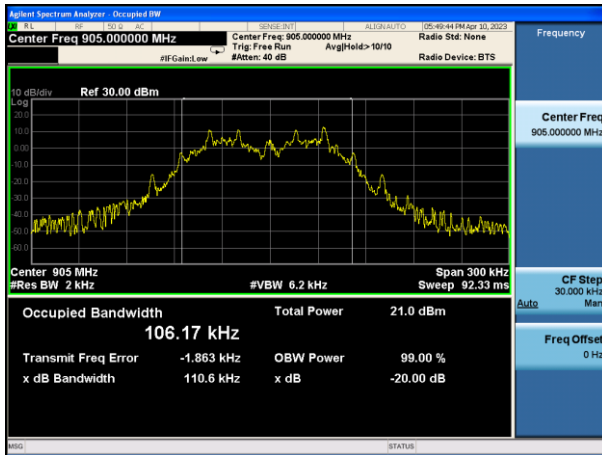 Agilent Spectrum Analyzer - Occupied BW
RL RF 50 Ω AC SENSE:INT ALIGNAUTO 05:49:44 PM Apr 10, 2023
Center Freq 905.000000 MHz Center Freq: 905.000000 MHz Radio Std: None
Trig: Free Run Avg|Hold:>10/10
#IFGain:Low #Atten: 40 dB Radio Device: BTS
Frequency
10 dB/div Ref 30.00 dBm
Log
20.0
10.0
0.00
-10.0
-20.0
-30.0
-40.0
-50.0
-60.0
Center Freq
905.000000 MHz
Center 905 MHz Span 300 kHz
#Res BW 2 kHz #VBW 6.2 kHz Sweep 92.33 ms
CF Step
30.000 kHz
Auto Man
Occupied Bandwidth Total Power 21.0 dBm
106.17 kHz
Freq Offset
0 Hz
Transmit Freq Error -1.863 kHz OBW Power 99.00 %
x dB Bandwidth 110.6 kHz x dB -20.00 dB
MSG STATUS